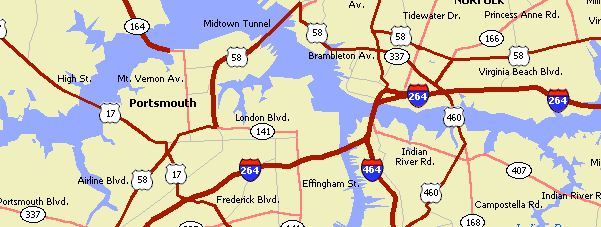 NORFOLK
Av.
Tidewater Dr.
Princess Anne Rd.
Midtown Tunnel
164
58
58
166
58
58
Brambleton Av.
337
High St.
Mt. Vernon Av.
Virginia Beach Blvd.
264
264
Portsmouth
17
London Blvd.
141
460
Indian
River Rd.
264
464
407
Airline Blvd.
58
17
Effingham St.
460
Indian River Rd.
Portsmouth Blvd.
Frederick Blvd.
Campostella Rd.
337
168